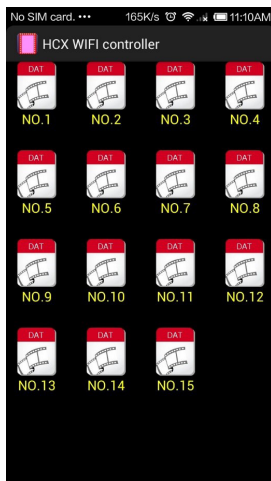 No SIM card. ••• 165K/s 11:10AM
HCX WIFI controller
DAT DAT DAT DAT
NO.1 NO.2 NO.3 NO.4
DAT DAT DAT DAT
NO.5 NO.6 NO.7 NO.8
DAT DAT DAT DAT
NO.9 NO.10 NO.11 NO.12
DAT DAT DAT
NO.13 NO.14 NO.15